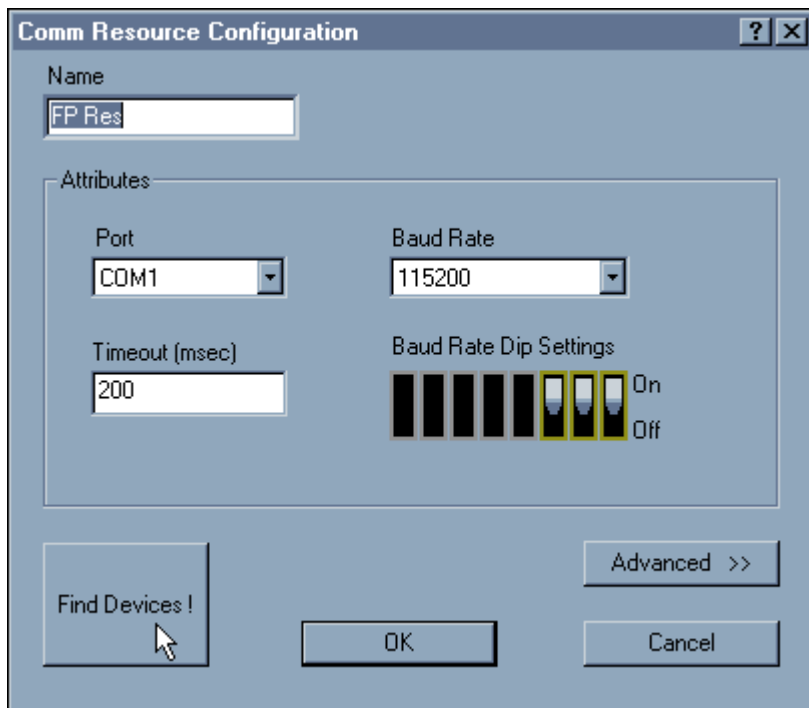 Comm Resource Configuration
Name
FP Res
Attributes
Port
Baud Rate
COM1
115200
Timeout (msec)
Baud Rate Dip Settings
200
On
Off
Find Devices !
Advanced >>
OK
Cancel